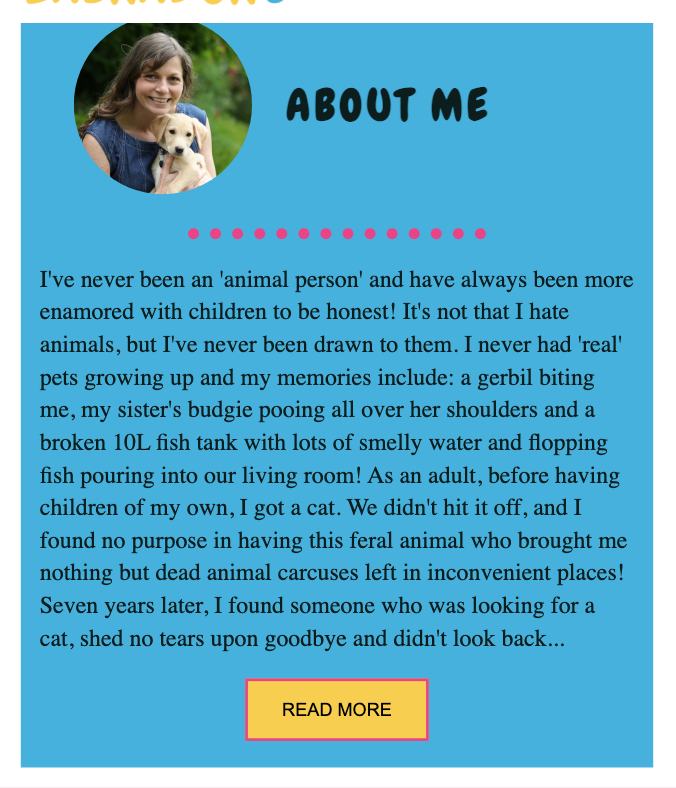 ABOUT ME
I've never been an 'animal person' and have always been more
enamored with children to be honest! It's not that I hate
animals, but I've never been drawn to them. I never had 'real'
pets growing up and my memories include: a gerbil biting
me, my sister's budgie pooing all over her shoulders and a
broken 10L fish tank with lots of smelly water and flopping
fish pouring into our living room! As an adult, before having
children of my own, I got a cat. We didn't hit it off, and I
found no purpose in having this feral animal who brought me
nothing but dead animal carcuses left in inconvenient places!
Seven years later, I found someone who was looking for a
cat, shed no tears upon goodbye and didn't look back...
READ MORE